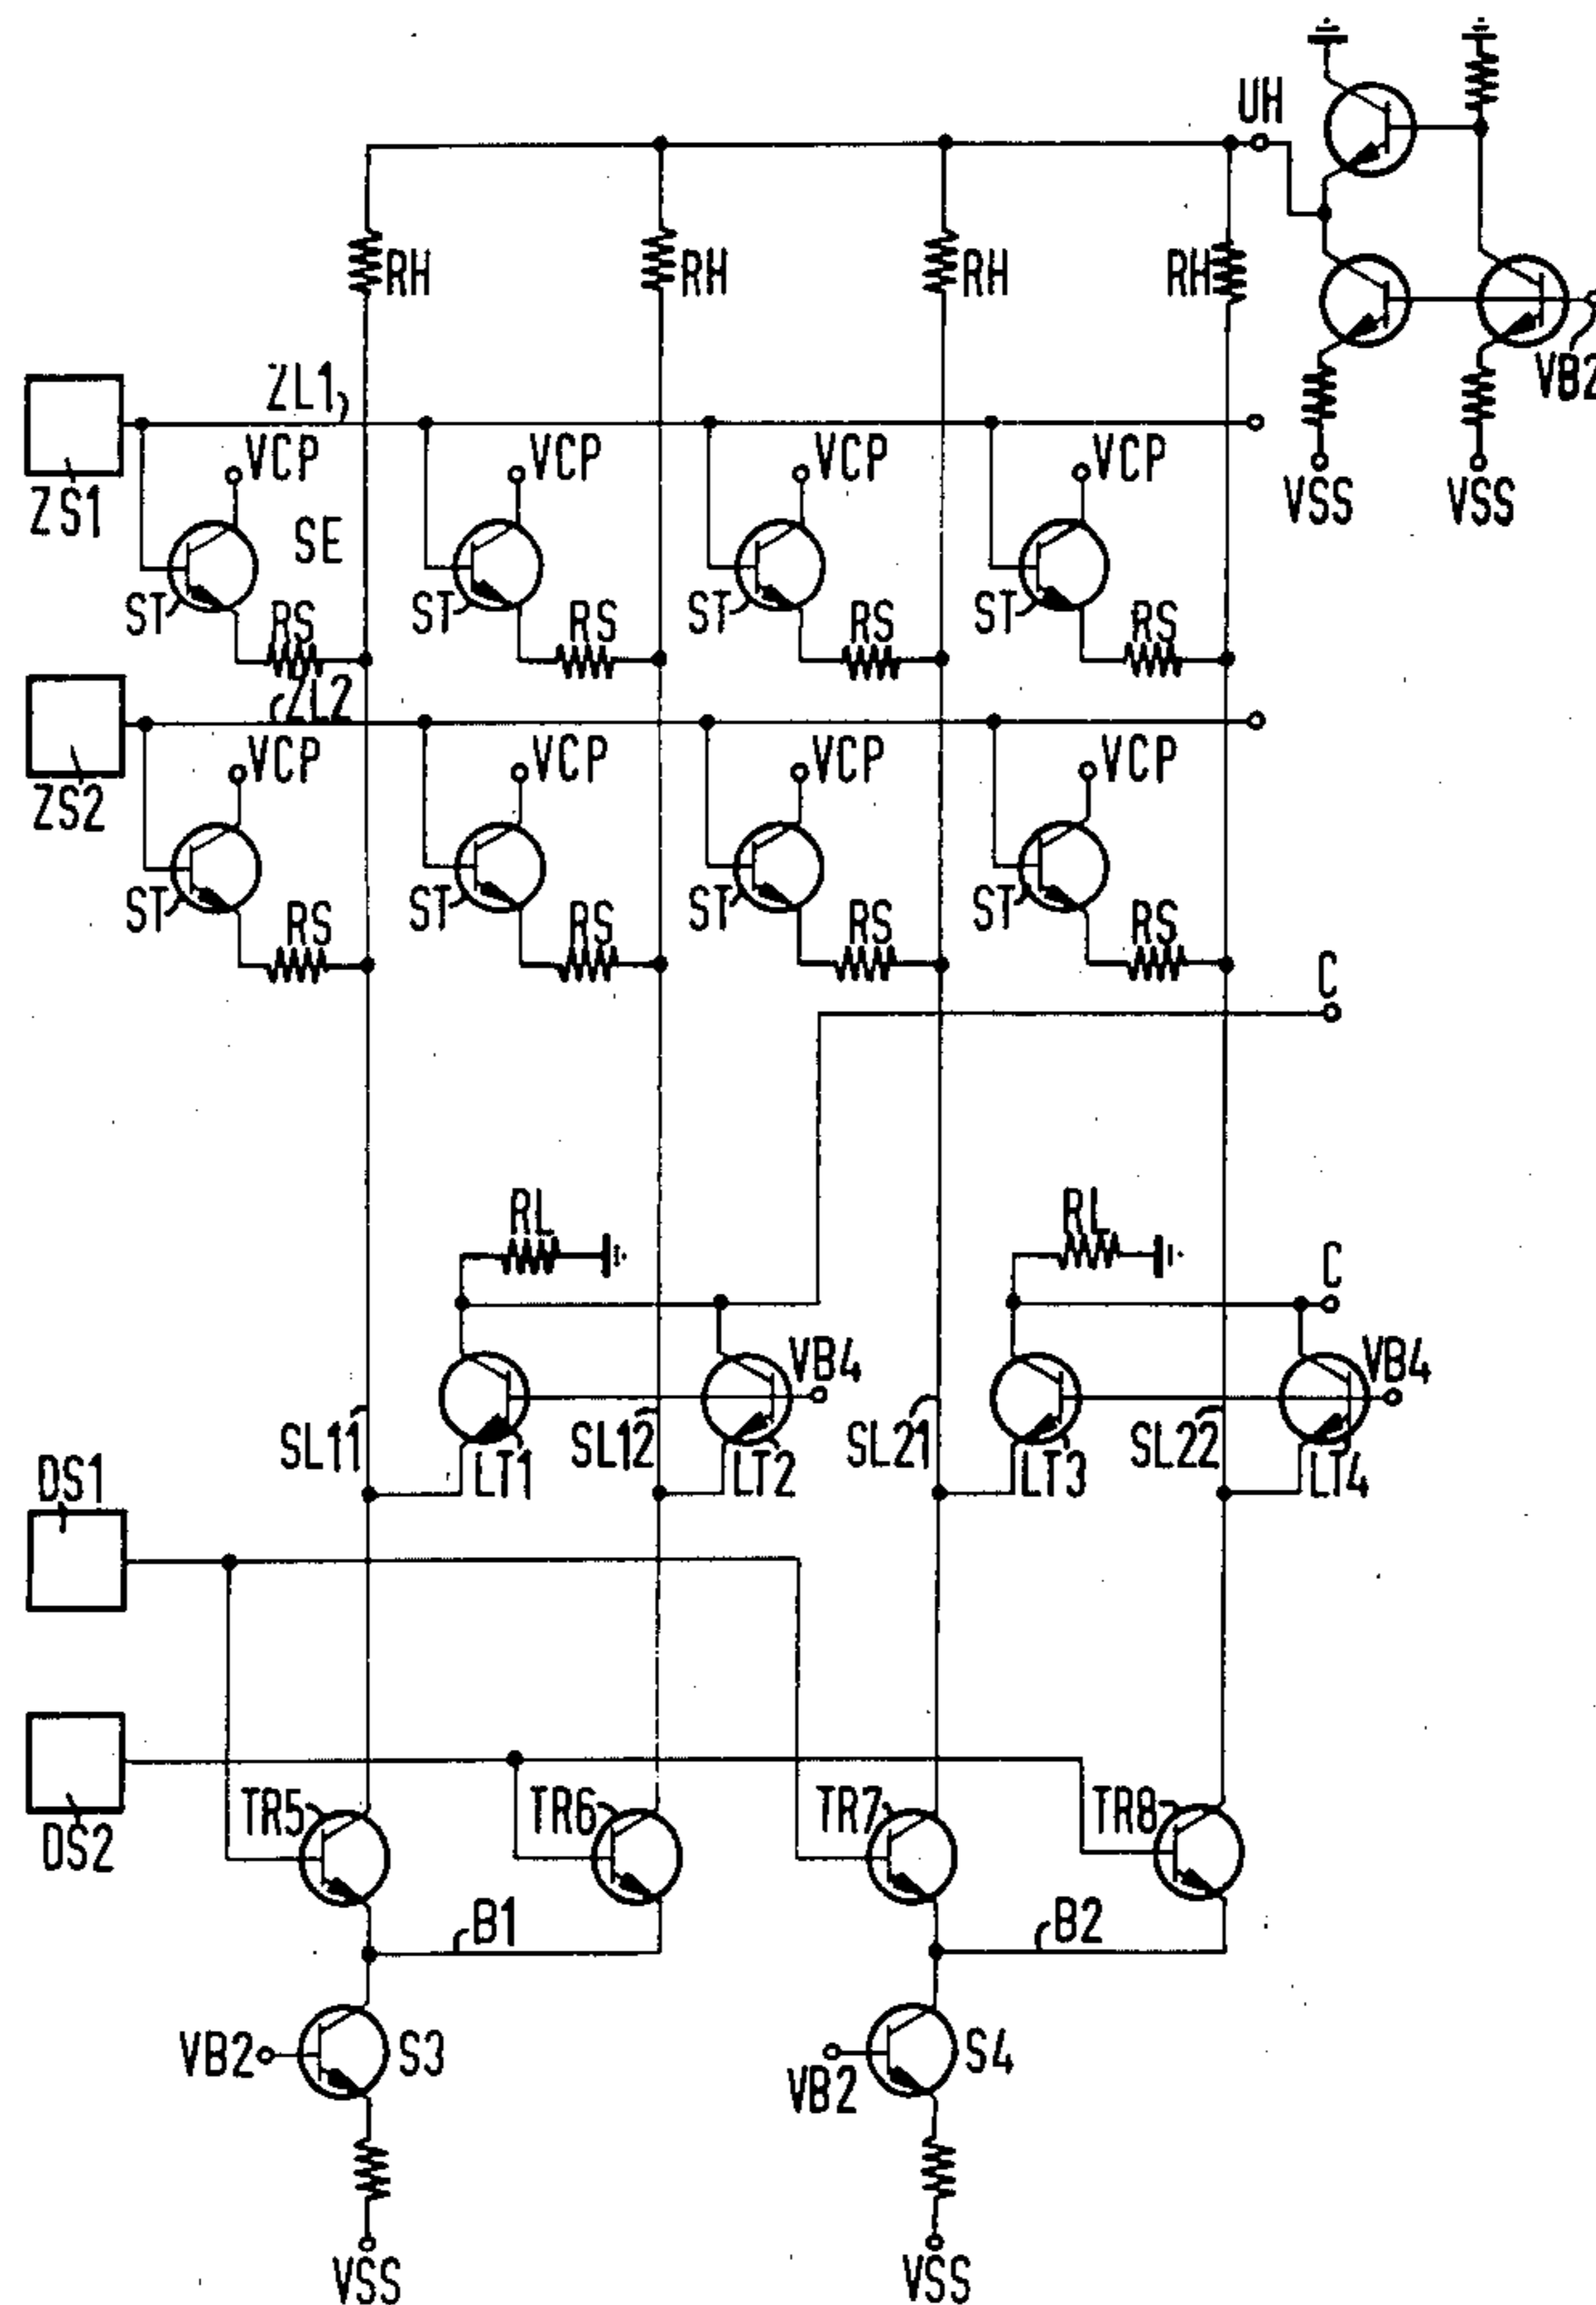 UH
RH RH RH RH
VB2
ZL1
VCP VCP VCP VCP
ZS1 SE VSS VSS
ST RS ST RS ST RS ST RS
ZL2
VCP VCP VCP VCP
ZS2
ST RS ST RS ST RS ST RS
C
RL RL
C
VB4 VB4
SL11 LT1 SL12 LT2 SL21 LT3 SL22 LT4
DS1
TR5 TR6 TR7 TR8
DS2
B1 B2
VB2 S3 VB2 S4
VSS VSS